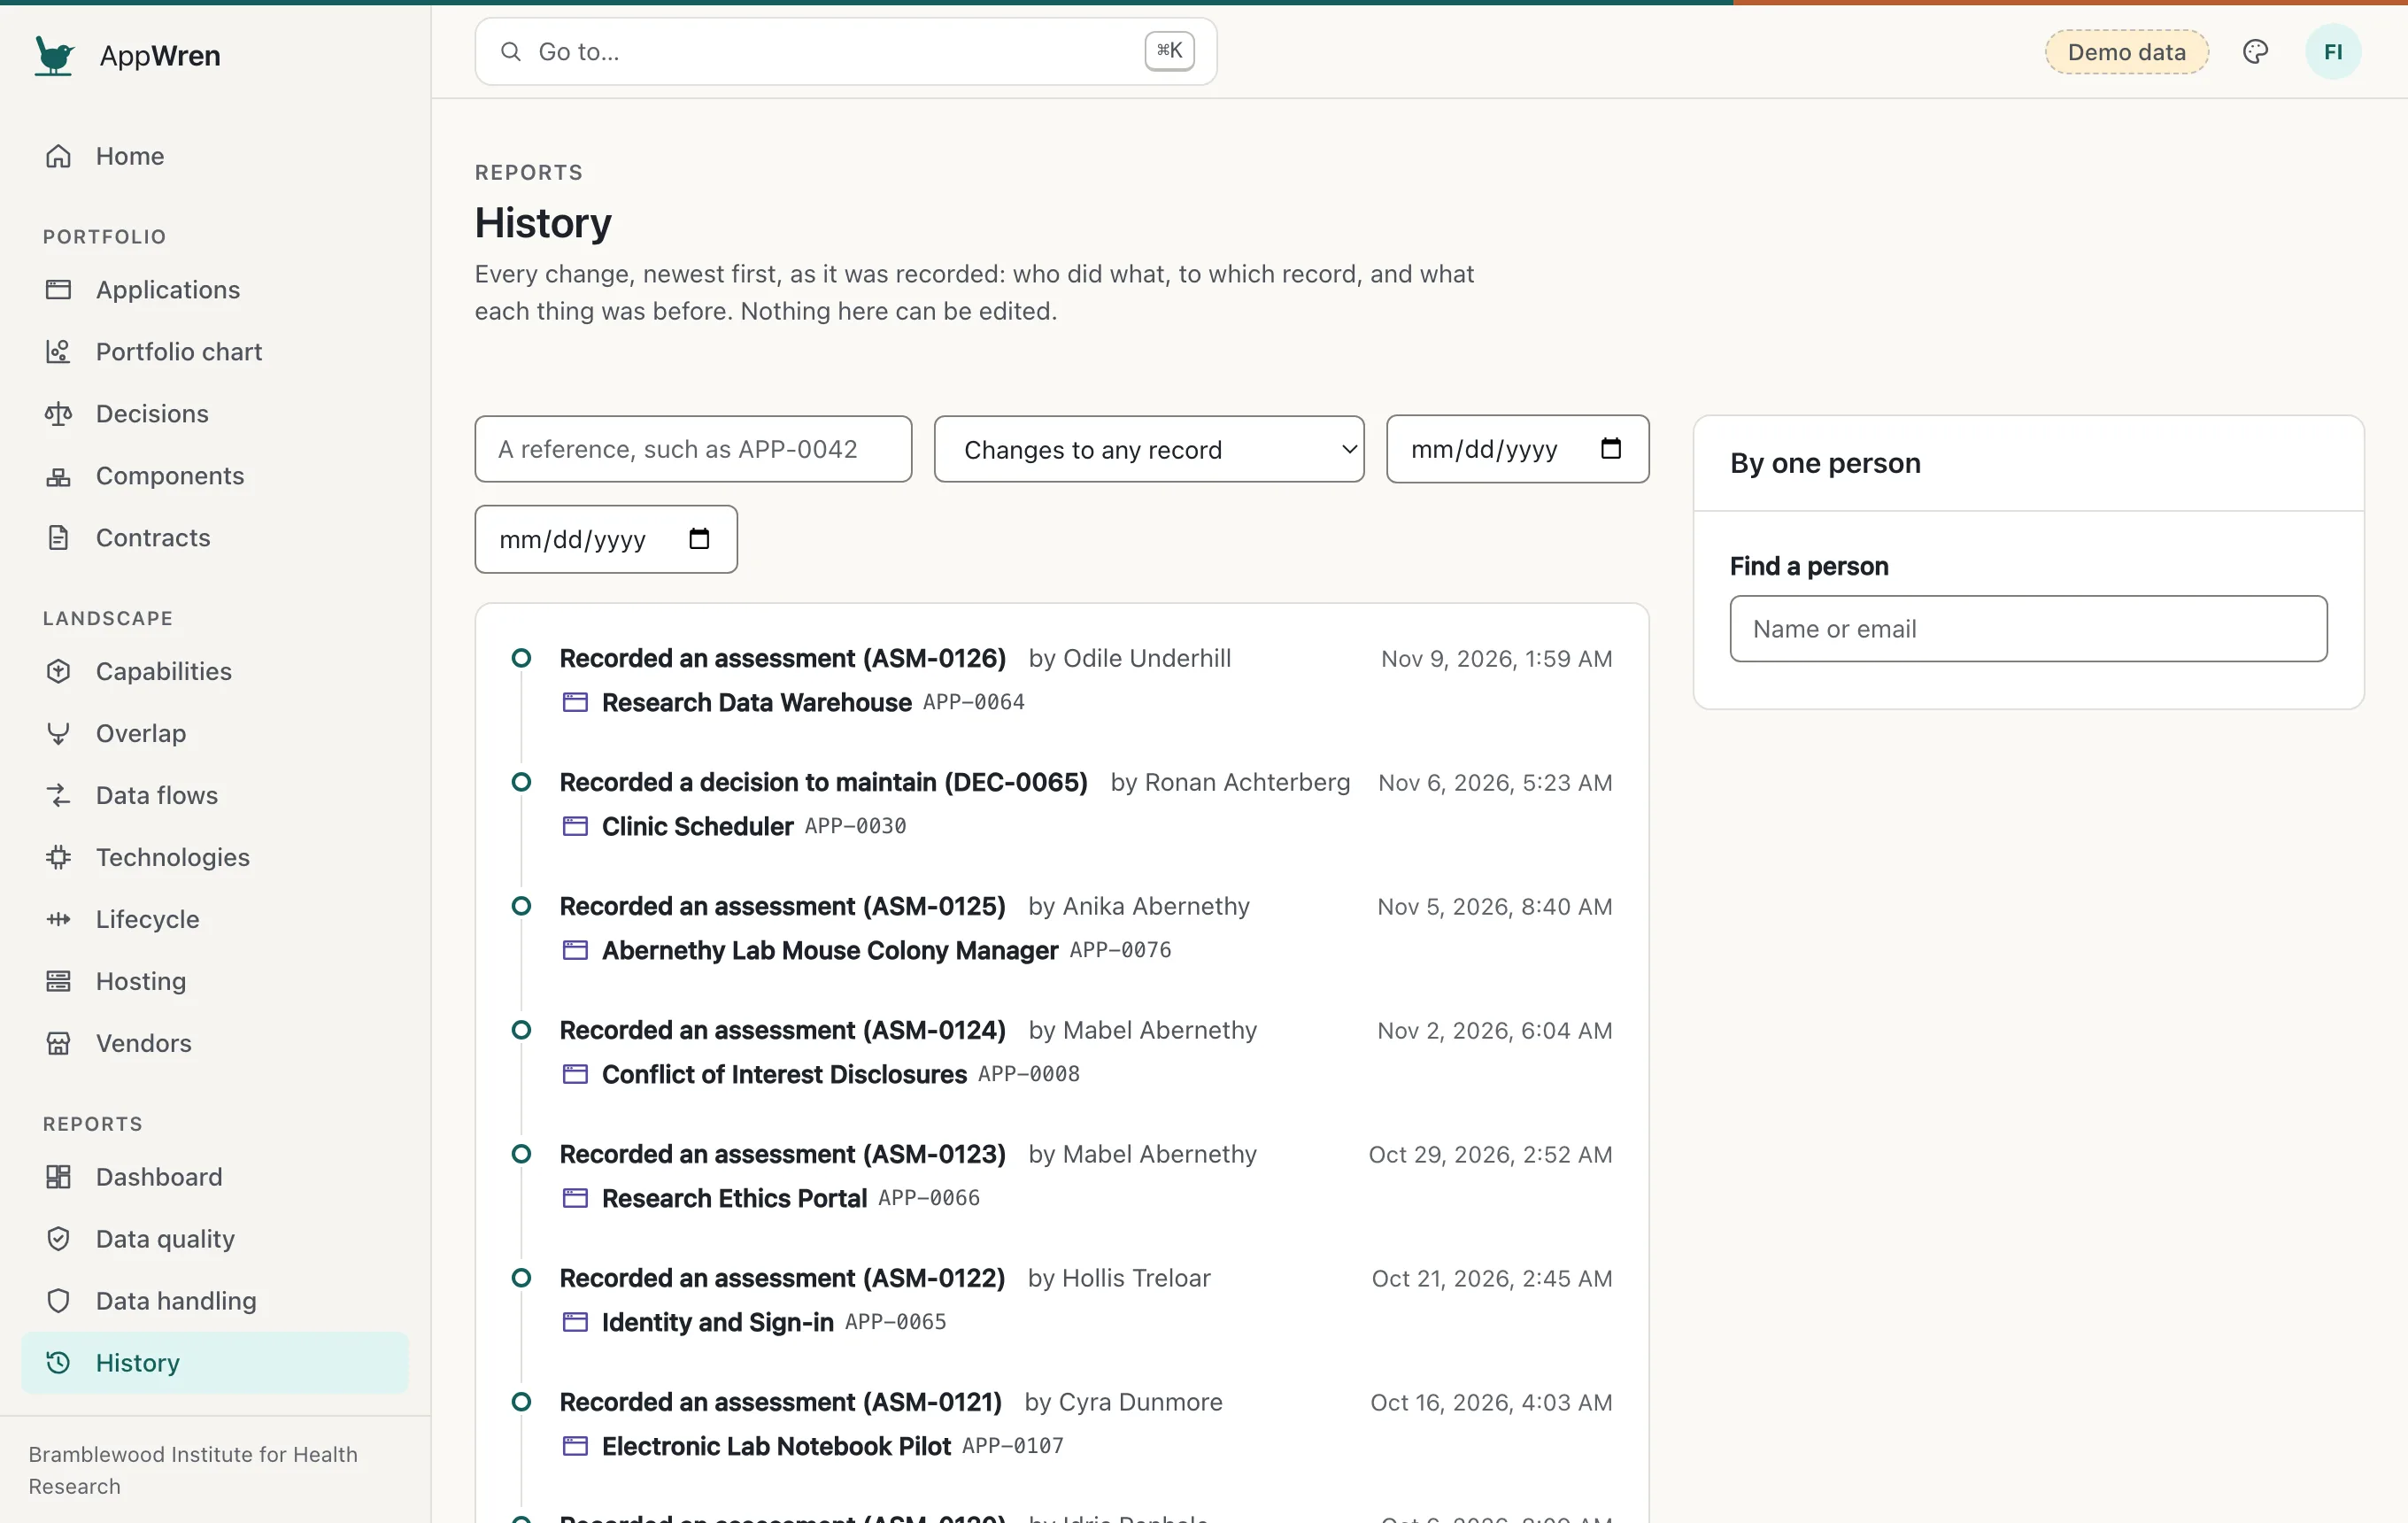 AppWren
Go to...
⌘K
Demo data
FI
Home
PORTFOLIO
Applications
Portfolio chart
Decisions
Components
Contracts
LANDSCAPE
Capabilities
Overlap
Data flows
Technologies
Lifecycle
Hosting
Vendors
REPORTS
Dashboard
Data quality
Data handling
History
Bramblewood Institute for Health
Research
REPORTS
History
Every change, newest first, as it was recorded: who did what, to which record, and what
each thing was before. Nothing here can be edited.
A reference, such as APP-0042
Changes to any record
mm/dd/yyyy
mm/dd/yyyy
Recorded an assessment (ASM-0126) by Odile Underhill Nov 9, 2026, 1:59 AM
Research Data Warehouse APP-0064
Recorded a decision to maintain (DEC-0065) by Ronan Achterberg Nov 6, 2026, 5:23 AM
Clinic Scheduler APP-0030
Recorded an assessment (ASM-0125) by Anika Abernethy Nov 5, 2026, 8:40 AM
Abernethy Lab Mouse Colony Manager APP-0076
Recorded an assessment (ASM-0124) by Mabel Abernethy Nov 2, 2026, 6:04 AM
Conflict of Interest Disclosures APP-0008
Recorded an assessment (ASM-0123) by Mabel Abernethy Oct 29, 2026, 2:52 AM
Research Ethics Portal APP-0066
Recorded an assessment (ASM-0122) by Hollis Treloar Oct 21, 2026, 2:45 AM
Identity and Sign-in APP-0065
Recorded an assessment (ASM-0121) by Cyra Dunmore Oct 16, 2026, 4:03 AM
Electronic Lab Notebook Pilot APP-0107
Recorded an assessment
By one person
Find a person
Name or email